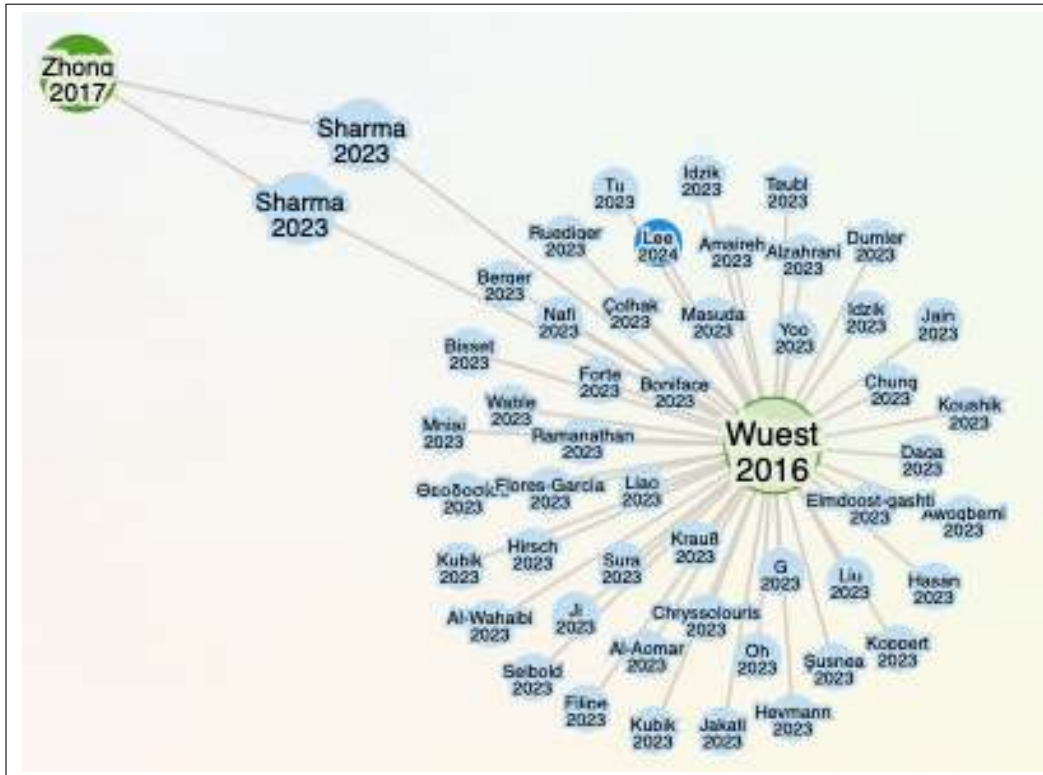 Zhong
2017
Sharma
2023
Sharma
2023
Tu
2023
Idzik
2023
Teubl
2023
Ruediger
2023
Lee
2024
Amaireh
2023
Alzahrani
2023
Dumler
2023
Berger
2023
Nafi
2023
Çolhak
2023
Masuda
2023
Yoo
2023
Idzik
2023
Jain
2023
Bisset
2023
Forte
2023
Boniface
2023
Chung
2023
Koushik
2023
Wable
2023
Mniai
2023
Ramanathan
2023
Wuest
2016
Daga
2023
2023
Flores-García
2023
Liao
2023
Elmdoost-gashti
2023
Awogbemi
2023
Kubik
2023
Hirsch
2023
Sura
2023
Krauß
2023
G
2023
Liu
2023
Hasan
2023
Al-Wahaibi
2023
Ji
2023
Chryssolouris
2023
Al-Aomar
2023
Oh
2023
Șușnea
2023
Koppert
2023
Seibold
2023
Filipe
2023
Kubik
2023
Jakati
2023
Heymann
2023